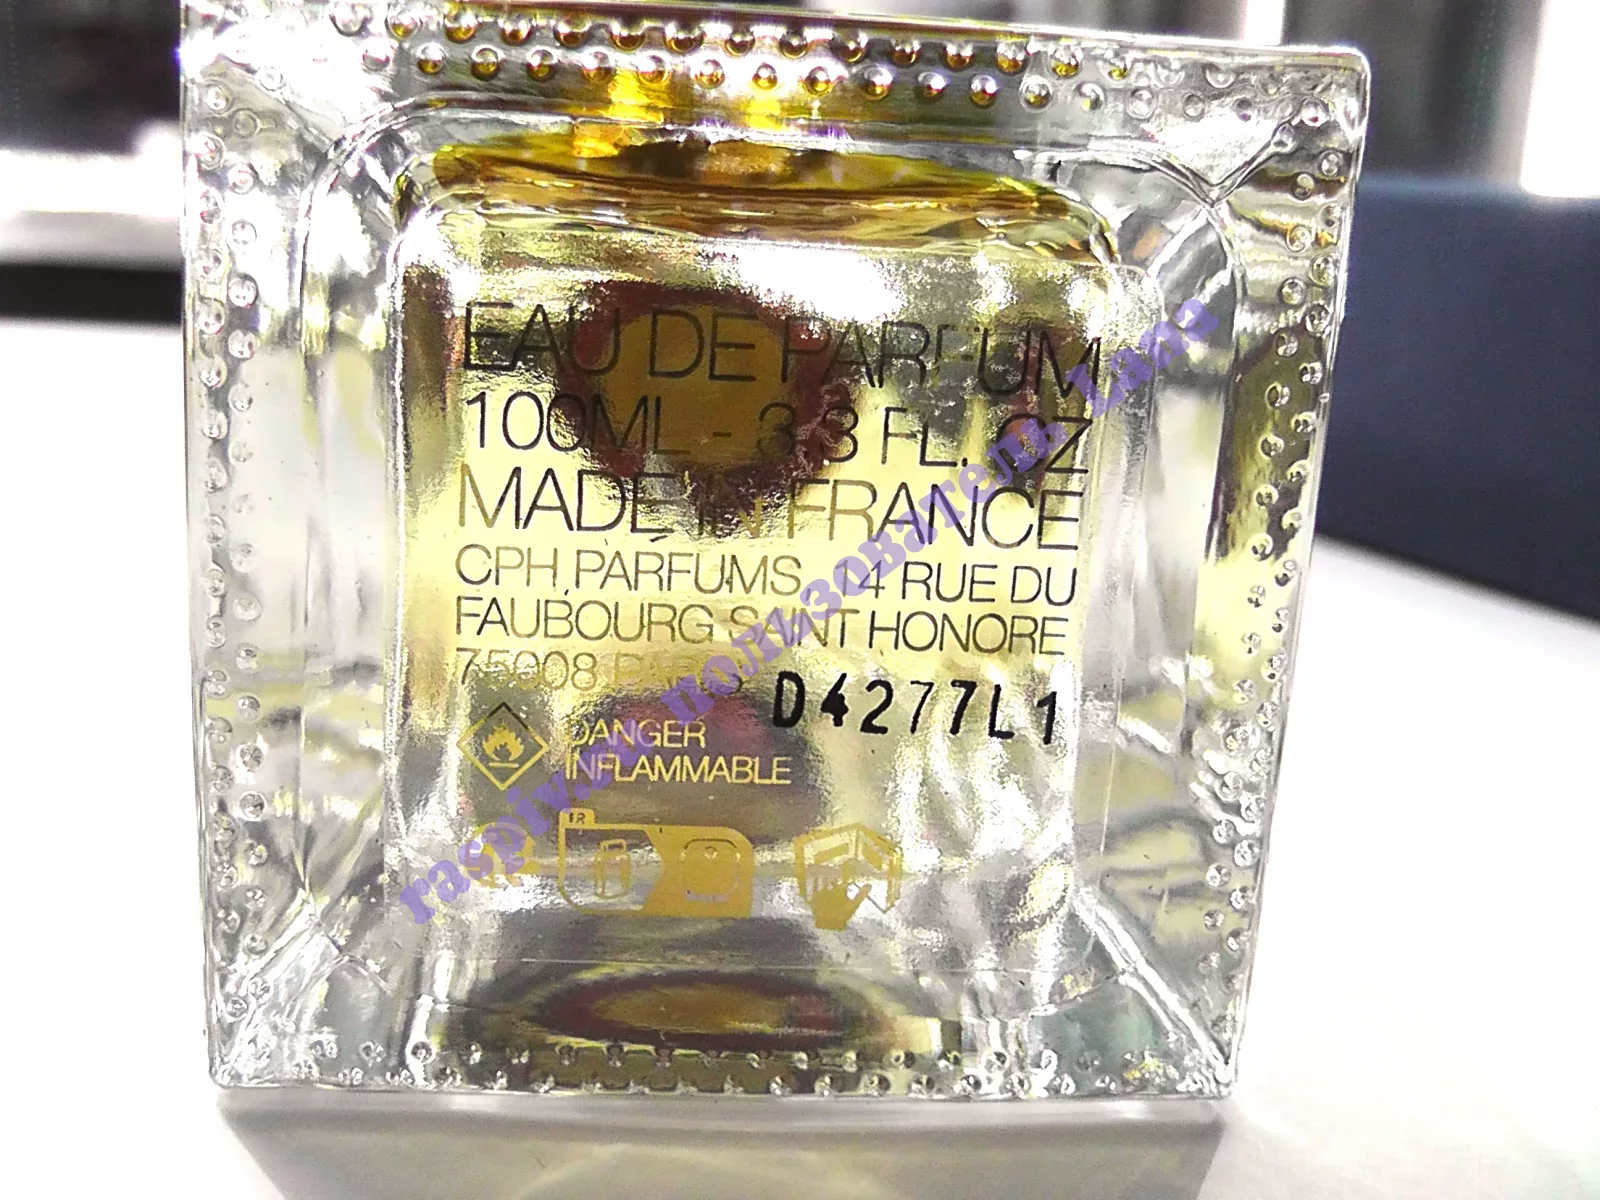 EAU DE PARFUM
100ML - 3.3 FL. OZ
MADE IN FRANCE
CPH PARFUMS, 14 RUE DU
FAUBOURG SAINT HONORE
75008 PARIS
D4277L1
DANGER
INFLAMMABLE
FR
raspiv.ru пользователь Lana